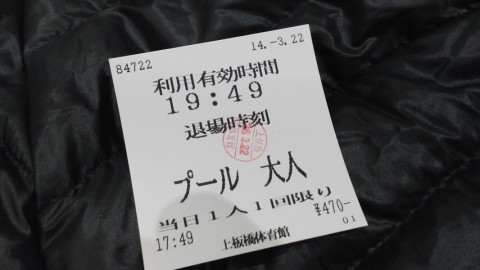 84722 14.-3.22
利用有効時間
19:49
退場時刻
プール 大人
当日1人1回限り
¥470-
17:49 上板橋体育館 01